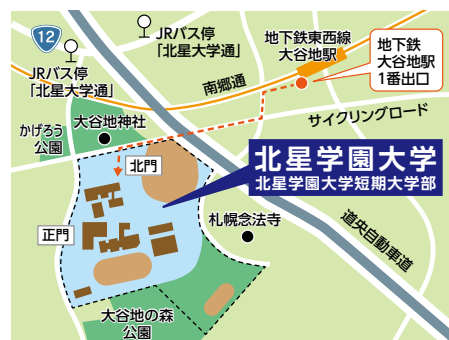 12
JRバス停
「北星大学通」
JRバス停
「北星大学通」
地下鉄東西線
大谷地駅
地下鉄
大谷地駅
1番出口
南郷通
サイクリングロード
かげろう
公園
大谷地神社
北門
北星学園大学
北星学園大学短期大学部
正門
札幌念法寺
道央自動車道
大谷地の森
公園